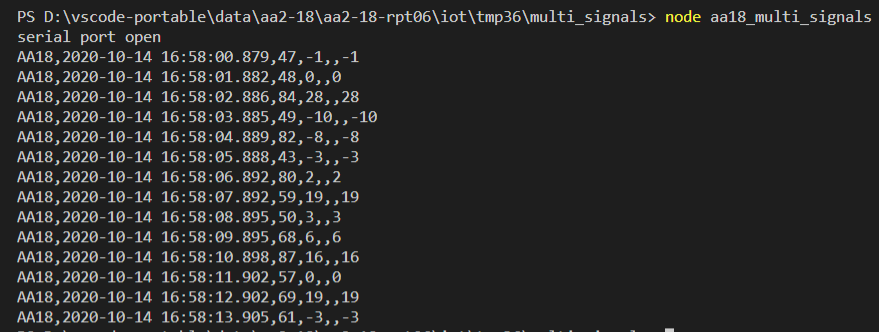 PS D:\vscode-portable\data\aa2-18\aa2-18-rpt06\iot\tmp36\multi_signals> node aa18_multi_signals
serial port open
AA18,2020-10-14 16:58:00.879,47,-1,,-1
AA18,2020-10-14 16:58:01.882,48,0,,0
AA18,2020-10-14 16:58:02.886,84,28,,28
AA18,2020-10-14 16:58:03.885,49,-10,,-10
AA18,2020-10-14 16:58:04.889,82,-8,,-8
AA18,2020-10-14 16:58:05.888,43,-3,,-3
AA18,2020-10-14 16:58:06.892,80,2,,2
AA18,2020-10-14 16:58:07.892,59,19,,19
AA18,2020-10-14 16:58:08.895,50,3,,3
AA18,2020-10-14 16:58:09.895,68,6,,6
AA18,2020-10-14 16:58:10.898,87,16,,16
AA18,2020-10-14 16:58:11.902,57,0,,0
AA18,2020-10-14 16:58:12.902,69,19,,19
AA18,2020-10-14 16:58:13.905,61,-3,,-3